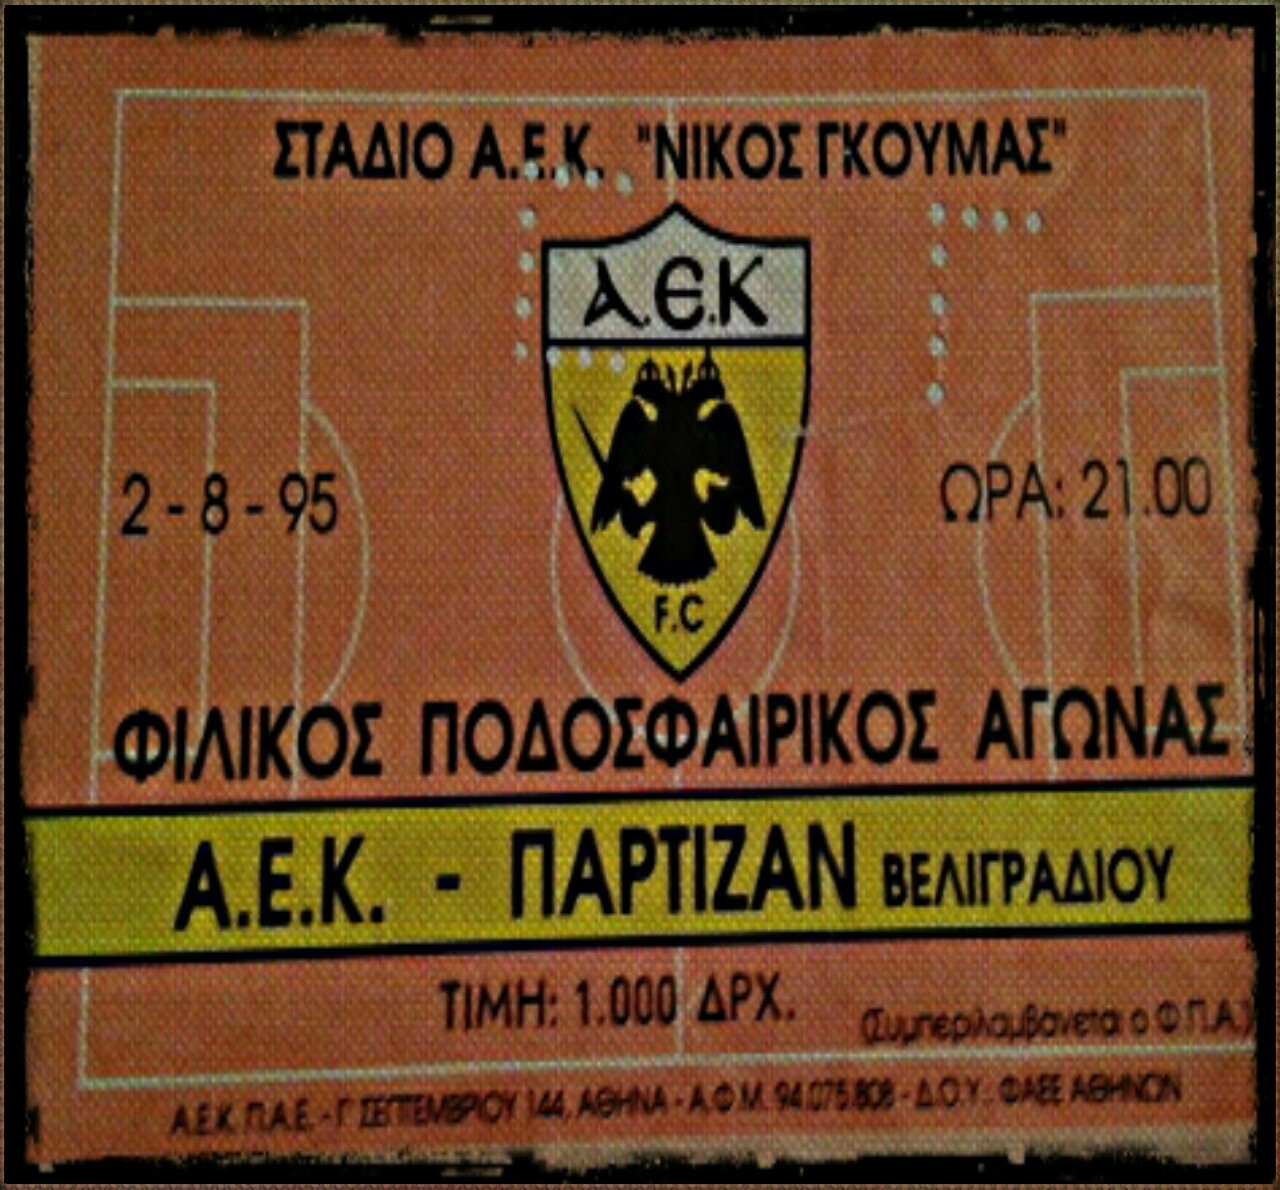 ΣΤΑΔΙΟ Α.Ε.Κ. "ΝΙΚΟΣ ΓΚΟΥΜΑΣ"
Α.Ε.Κ
F.C
2 - 8 - 95
ΩΡΑ: 21.00
ΦΙΛΙΚΟΣ ΠΟΔΟΣΦΑΙΡΙΚΟΣ ΑΓΩΝΑΣ
Α.Ε.Κ. - ΠΑΡΤΙΖΑΝ ΒΕΛΙΓΡΑΔΙΟΥ
ΤΙΜΗ: 1.000 ΔΡΧ.
(Συμπεριλαμβάνεται ο Φ.Π.Α.)
Α.Ε.Κ. Π.Α.Ε. - Γ' ΣΕΠΤΕΜΒΡΙΟΥ 144, ΑΘΗΝΑ - Α.Φ.Μ. 94.075.808 - Δ.Ο.Υ.: ΦΑΕΕ ΑΘΗΝΩΝ